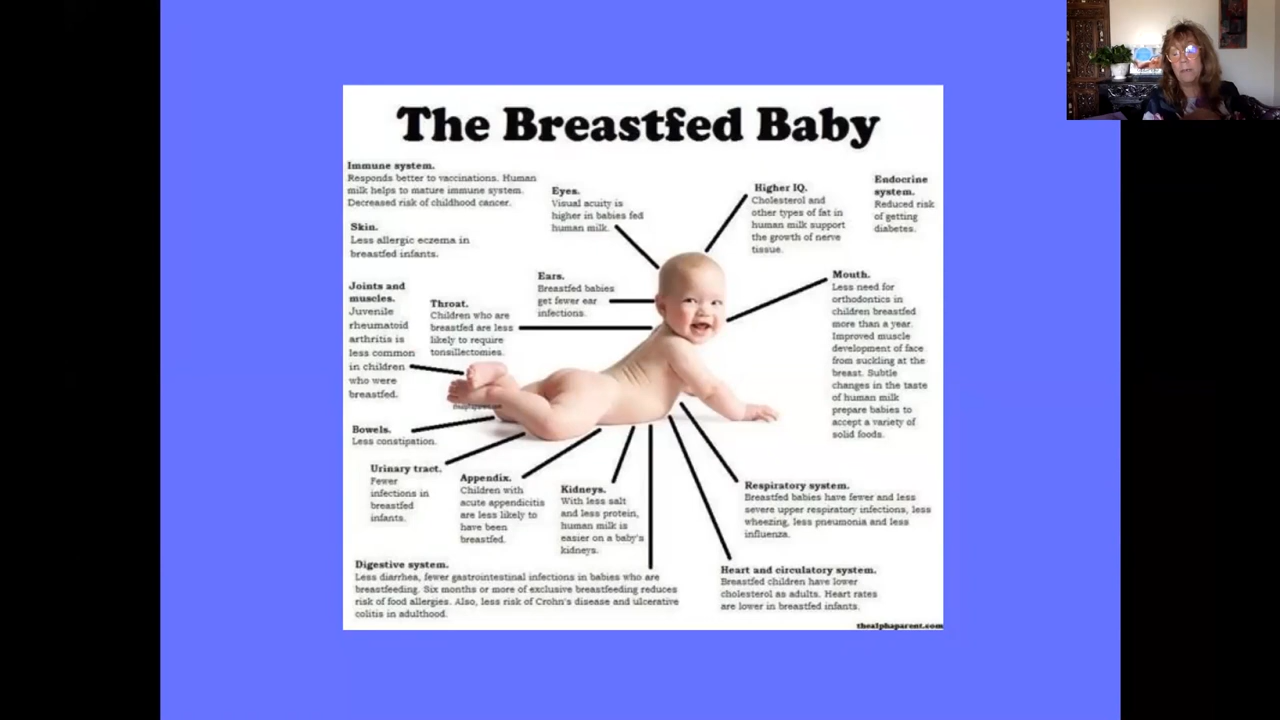 The Breastfed Baby
Immune system.
Responds better to vaccinations. Human
milk helps to mature immune system.
Decreased risk of childhood cancer.
Skin.
Less allergic eczema in
breastfed infants.
Joints and
muscles.
Juvenile
rheumatoid
arthritis is
less common
in children
who were
breastfed.
Throat.
Children who are
breastfed are less
likely to require
tonsillectomies.
Eyes.
Visual acuity is
higher in babies fed
human milk.
Ears.
Breastfed babies
get fewer ear
infections.
Higher IQ.
Cholesterol and
other types of fat in
human milk support
the growth of nerve
tissue.
Endocrine
system.
Reduced risk
of getting
diabetes.
Mouth.
Less need for
orthodontics in
children breastfed
more than a year.
Improved muscle
development of face
from suckling at the
breast. Subtle
changes in the taste
of human milk
prepare babies to
accept a variety of
solid foods.
thealphaparent.com
Bowels.
Less constipation.
Urinary tract.
Fewer
infections in
breastfed
infants.
Appendix.
Children with
acute appendicitis
are less likely to
have been
breastfed.
Kidneys.
With less salt
and less protein,
human milk is
easier on a baby's
kidneys.
Respiratory system.
Breastfed babies have fewer and less
severe upper respiratory infections, less
wheezing, less pneumonia and less
influenza.
Digestive system.
Less diarrhea, fewer gastrointestinal infections in babies who are
breastfeeding. Six months or more of exclusive breastfeeding reduces
risk of food allergies. Also, less risk of Crohn's disease and ulcerative
colitis in adulthood.
Heart and circulatory system.
Breastfed children have lower
cholesterol as adults. Heart rates
are lower in breastfed infants.
thealphaparent.com